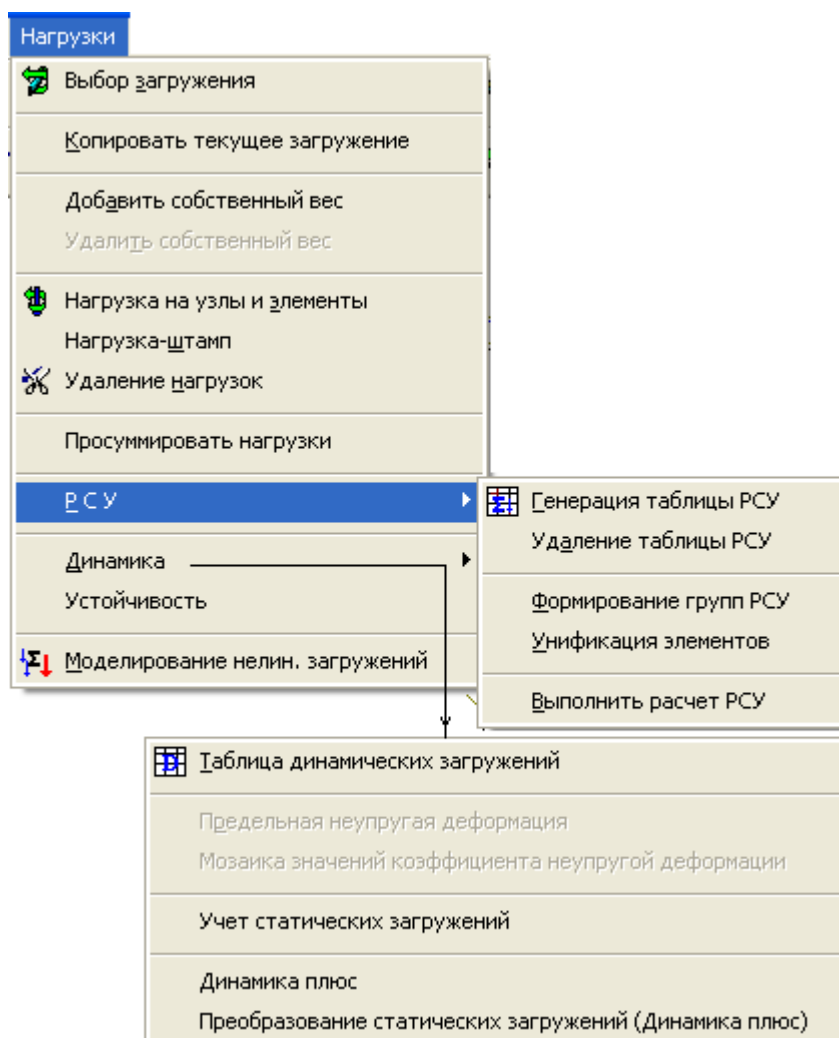 Нагрузки
Выбор загружения
Копировать текущее загружение
Добавить собственный вес
Удалить собственный вес
Нагрузка на узлы и элементы
Нагрузка-штамп
Удаление нагрузок
Просуммировать нагрузки
Р С У
Динамика
Устойчивость
Моделирование нелин. загружений
Генерация таблицы РСУ
Удаление таблицы РСУ
Формирование групп РСУ
Унификация элементов
Выполнить расчет РСУ
Таблица динамических загружений
Предельная неупругая деформация
Мозаика значений коэффициента неупругой деформации
Учет статических загружений
Динамика плюс
Преобразование статических загружений (Динамика плюс)